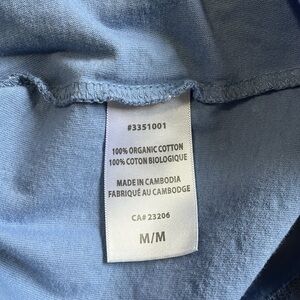 #3351001
100% ORGANIC COTTON
100% COTON BIOLOGIQUE
MADE IN CAMBODIA
FABRIQUÉ AU CAMBODGE
CA# 23206
M/M